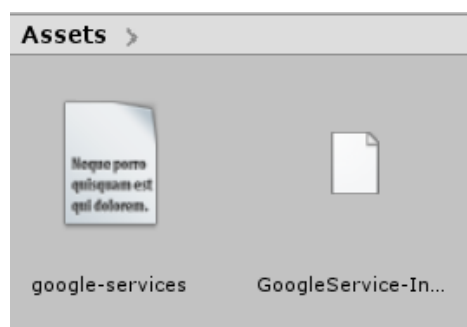 Assets >
Neque porro
quisquam est
qui dolorem.
google-services
GoogleService-In...